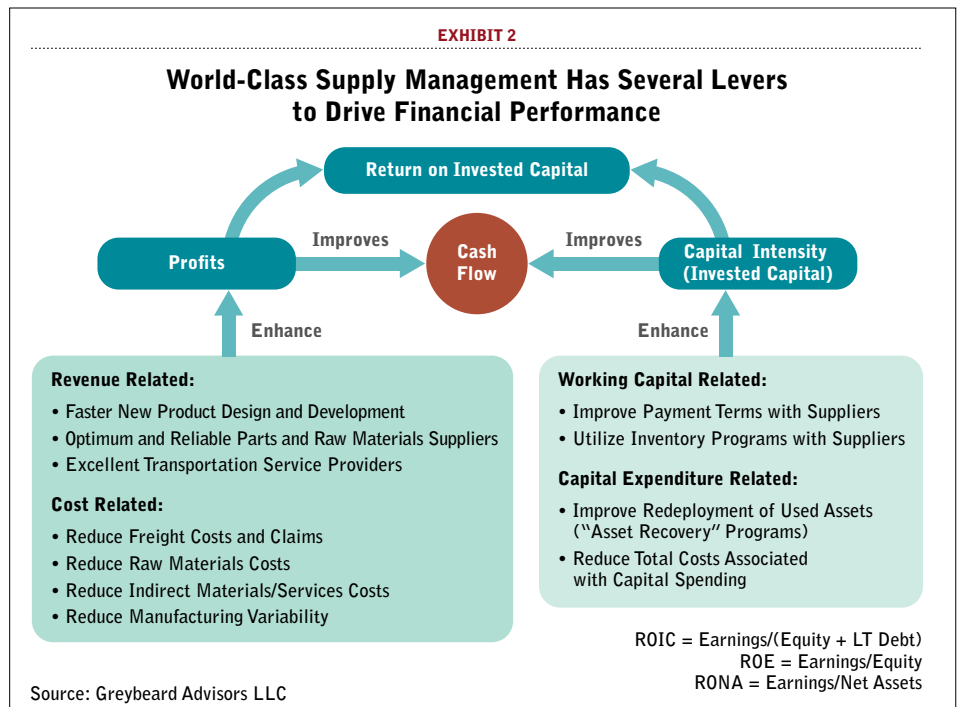 EXHIBIT 2
World-Class Supply Management Has Several Levers
to Drive Financial Performance
Return on Invested Capital
Profits
Improves
Cash
Flow
Improves
Capital Intensity
(Invested Capital)
Enhance
Enhance
Revenue Related:
• Faster New Product Design and Development
• Optimum and Reliable Parts and Raw Materials Suppliers
• Excellent Transportation Service Providers
Cost Related:
• Reduce Freight Costs and Claims
• Reduce Raw Materials Costs
• Reduce Indirect Materials/Services Costs
• Reduce Manufacturing Variability
Working Capital Related:
• Improve Payment Terms with Suppliers
• Utilize Inventory Programs with Suppliers
Capital Expenditure Related:
• Improve Redeployment of Used Assets
(“Asset Recovery” Programs)
• Reduce Total Costs Associated
with Capital Spending
ROIC = Earnings/(Equity + LT Debt)
ROE = Earnings/Equity
RONA = Earnings/Net Assets
Source: Greybeard Advisors LLC